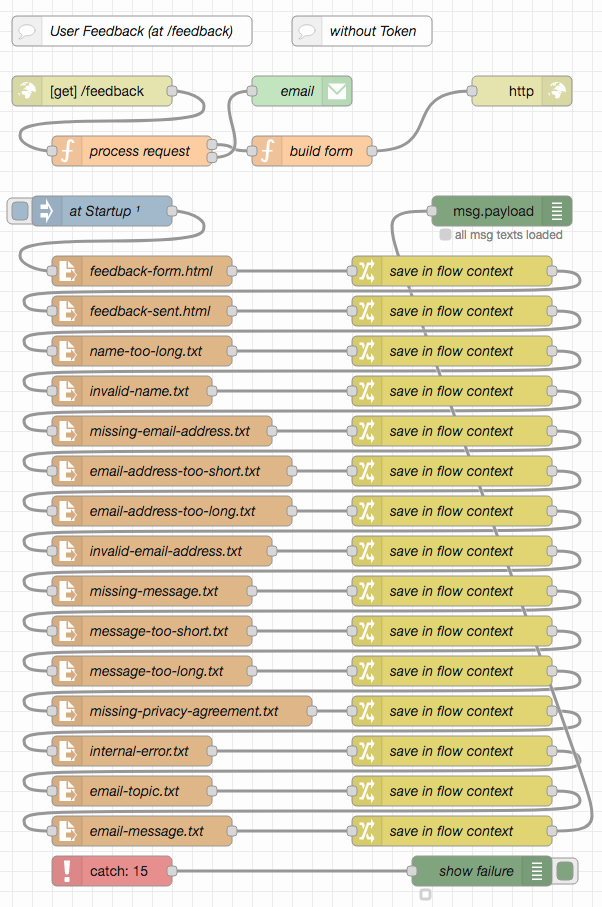 User Feedback (at /feedback)
without Token
[get] /feedback
email
http
process request
build form
at Startup ¹
msg.payload
all msg texts loaded
feedback-form.html
save in flow context
feedback-sent.html
save in flow context
name-too-long.txt
save in flow context
invalid-name.txt
save in flow context
missing-email-address.txt
save in flow context
email-address-too-short.txt
save in flow context
email-address-too-long.txt
save in flow context
invalid-email-address.txt
save in flow context
missing-message.txt
save in flow context
message-too-short.txt
save in flow context
message-too-long.txt
save in flow context
missing-privacy-agreement.txt
save in flow context
internal-error.txt
save in flow context
email-topic.txt
save in flow context
email-message.txt
save in flow context
catch: 15
show failure